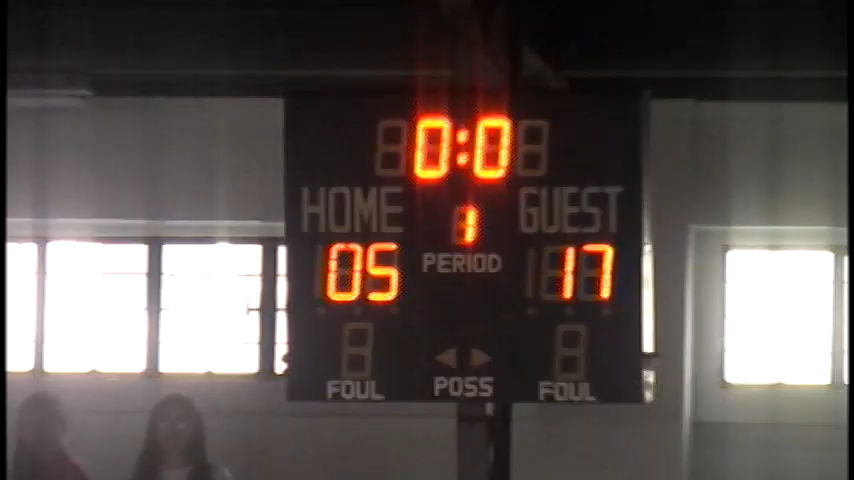 0:0
HOME 1 GUEST
05 PERIOD 17
FOUL POSS FOUL